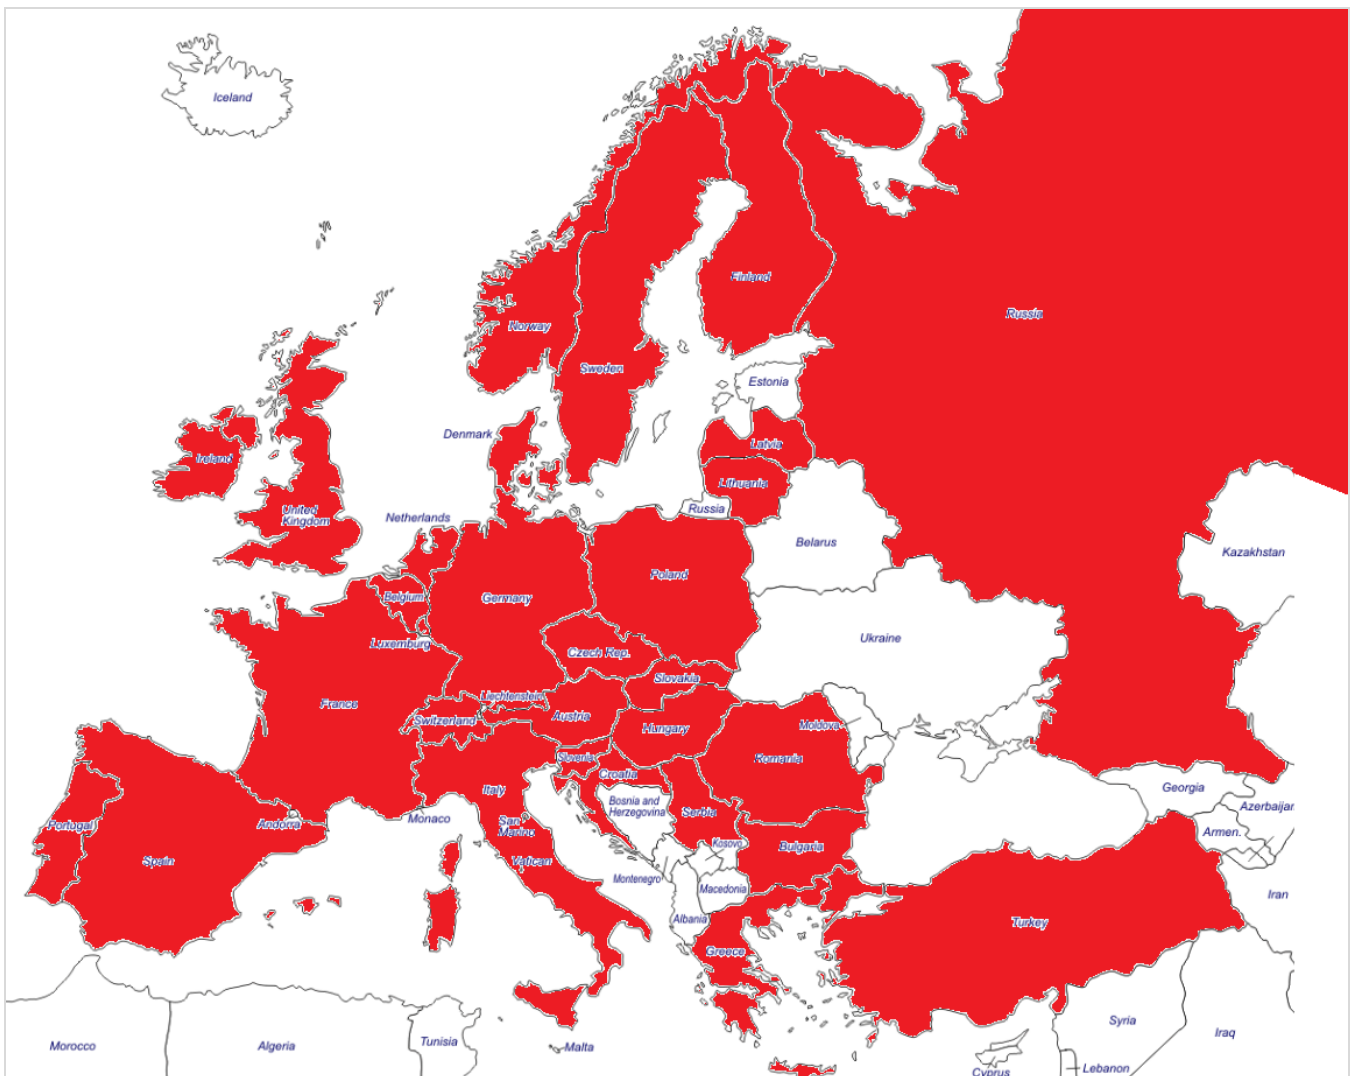 Iceland
Finland
Russia
Norway
Sweden
Estonia
Denmark
Latvia
Ireland
Lithuania
Russia
United
Kingdom
Netherlands
Belarus
Kazakhstan
Poland
Belgium
Germany
Ukraine
Luxemburg
Czech Rep.
Slovakia
Liechtenstein
France
Switzerland
Austria
Moldova
Hungary
Slovenia
Romania
Croatia
Italy
Georgia
Bosnia and
Herzegovina
Azerbaijan
Serbia
Monaco
Portugal
Andorra
San
Marino
Armen.
Kosovo
Bulgaria
Spain
Vatican
Montenegro
Macedonia
Iran
Albania
Turkey
Greece
Syria
Iraq
Morocco
Algeria
Tunisia
Malta
Cyprus
Lebanon